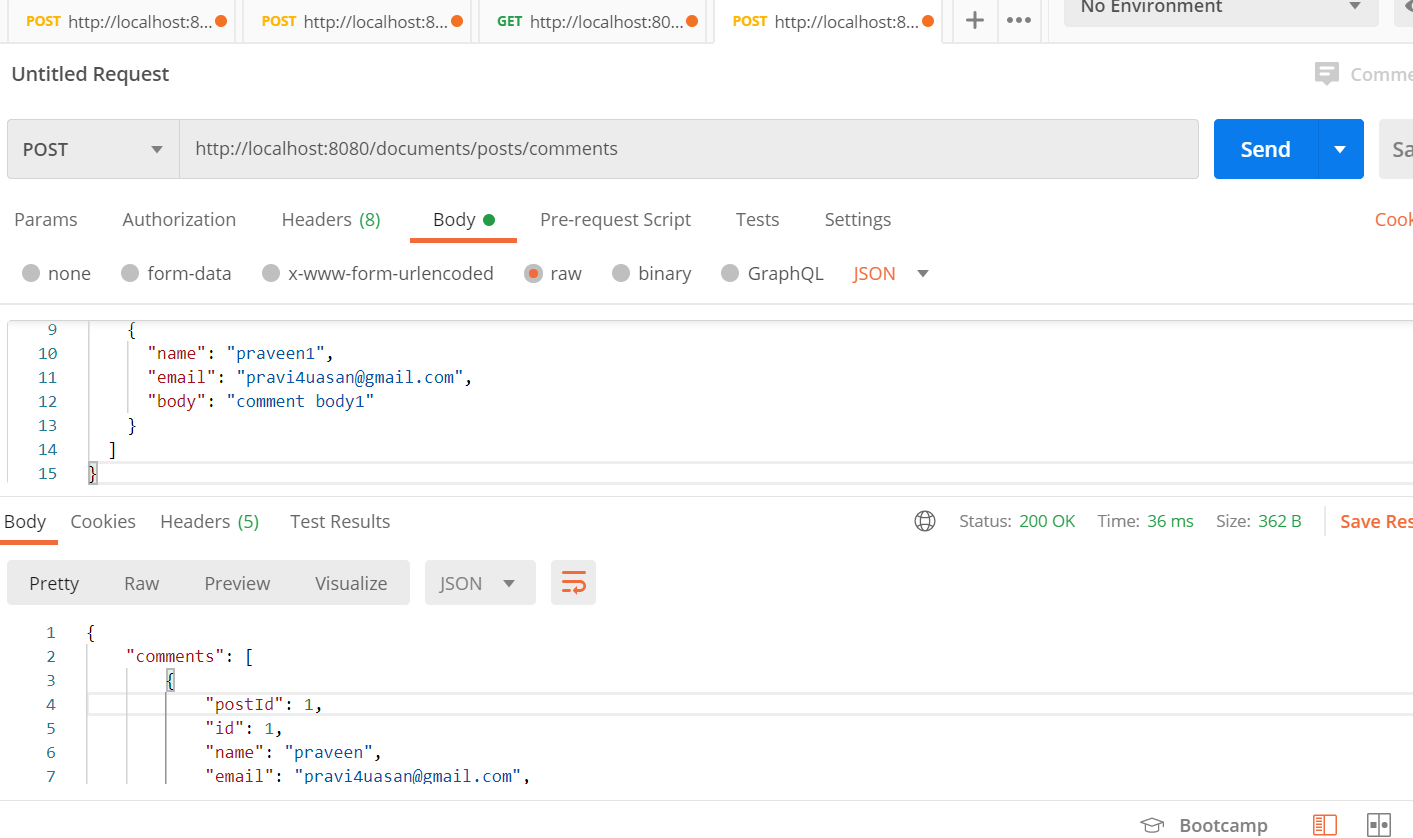 POST http://localhost:8... POST http://localhost:8... GET http://localhost:80... POST http://localhost:8... + ••• No Environment
Untitled Request Comme
POST http://localhost:8080/documents/posts/comments Send Sa
Params Authorization Headers (8) Body Pre-request Script Tests Settings Cook
none form-data x-www-form-urlencoded raw binary GraphQL JSON
9 {
10 "name": "praveen1",
11 "email": "pravi4uasan@gmail.com",
12 "body": "comment body1"
13 }
14 ]
15 }
Body Cookies Headers (5) Test Results Status: 200 OK Time: 36 ms Size: 362 B Save Res
Pretty Raw Preview Visualize JSON
1 {
2 "comments": [
3 {
4 "postId": 1,
5 "id": 1,
6 "name": "praveen",
7 "email": "pravi4uasan@gmail.com",
Bootcamp